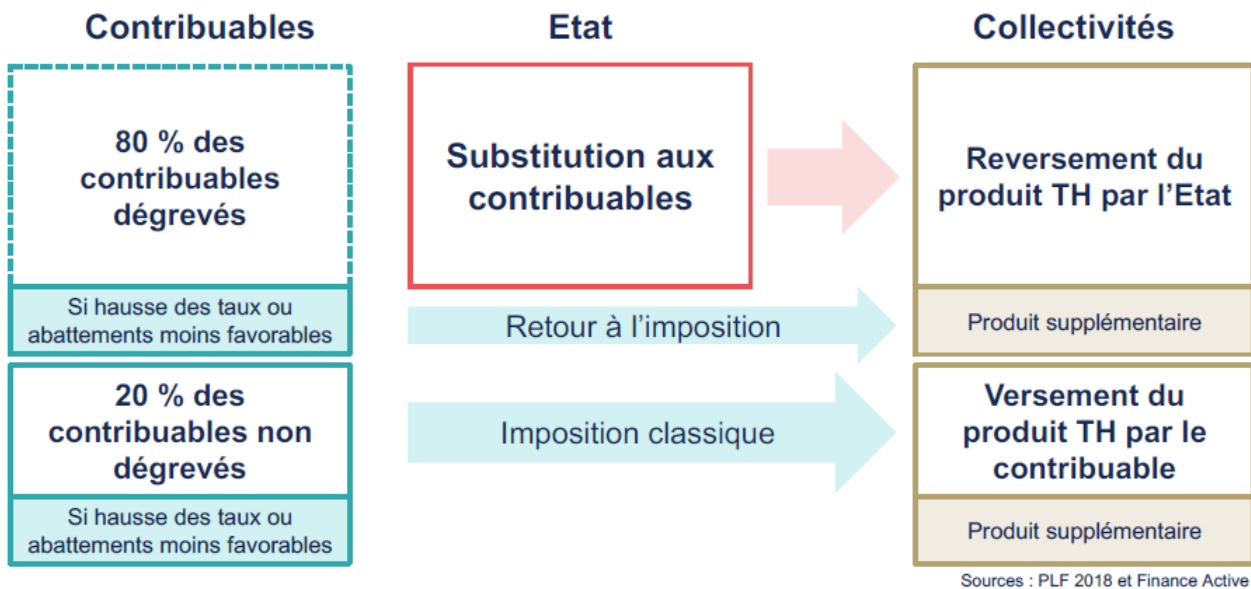 Contribuables
Etat
Collectivités
80 % des
contribuables
dégrevés
Substitution aux
contribuables
Reversement du
produit TH par l'Etat
Si hausse des taux ou
abattements moins favorables
Retour à l'imposition
Produit supplémentaire
20 % des
contribuables non
dégrevés
Imposition classique
Versement du
produit TH par le
contribuable
Si hausse des taux ou
abattements moins favorables
Produit supplémentaire
Sources : PLF 2018 et Finance Active